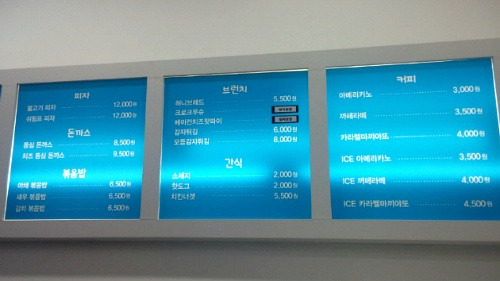 피자
불고기 피자 12,000원
쉬림프 피자 12,000원
돈까스
등심 돈까스 8,500원
치즈 등심 돈까스 9,500원
볶음밥
야채 볶음밥 6,500원
새우 볶음밥 6,500원
김치 볶음밥 6,500원
브런치
허니브레드 5,500원
크로크무슈
베이컨치즈팟파이
감자튀김 6,000원
모듬감자튀김 8,000원
간식
소세지 2,000원
핫도그 2,000원
치킨너겟 5,500원
커피
아메리카노 3,000원
까페라떼 3,500원
카라멜마끼아또 4,000원
ICE 아메리카노 3,500원
ICE 까페라떼 4,000원
ICE 카라멜마끼아또 4,500원